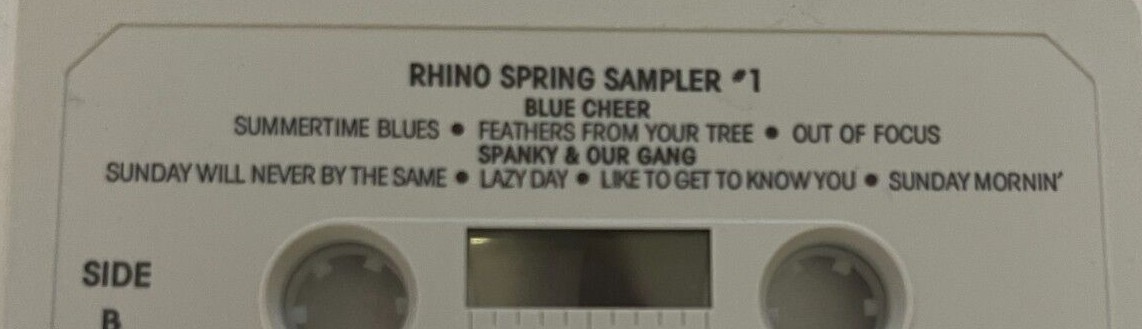 RHINO SPRING SAMPLER #1
BLUE CHEER
SUMMERTIME BLUES • FEATHERS FROM YOUR TREE • OUT OF FOCUS
SPANKY & OUR GANG
SUNDAY WILL NEVER BY THE SAME • LAZY DAY • LIKE TO GET TO KNOW YOU • SUNDAY MORNIN'
SIDE
B